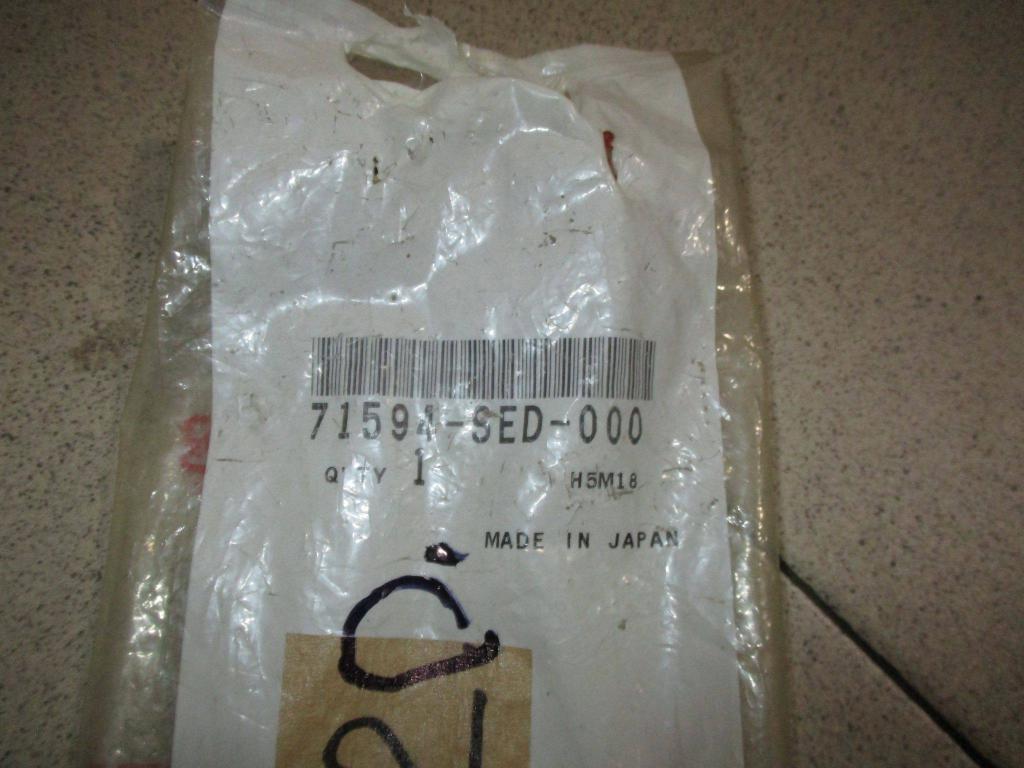 71594-SED-000
QTY 1 H5M18
MADE IN JAPAN